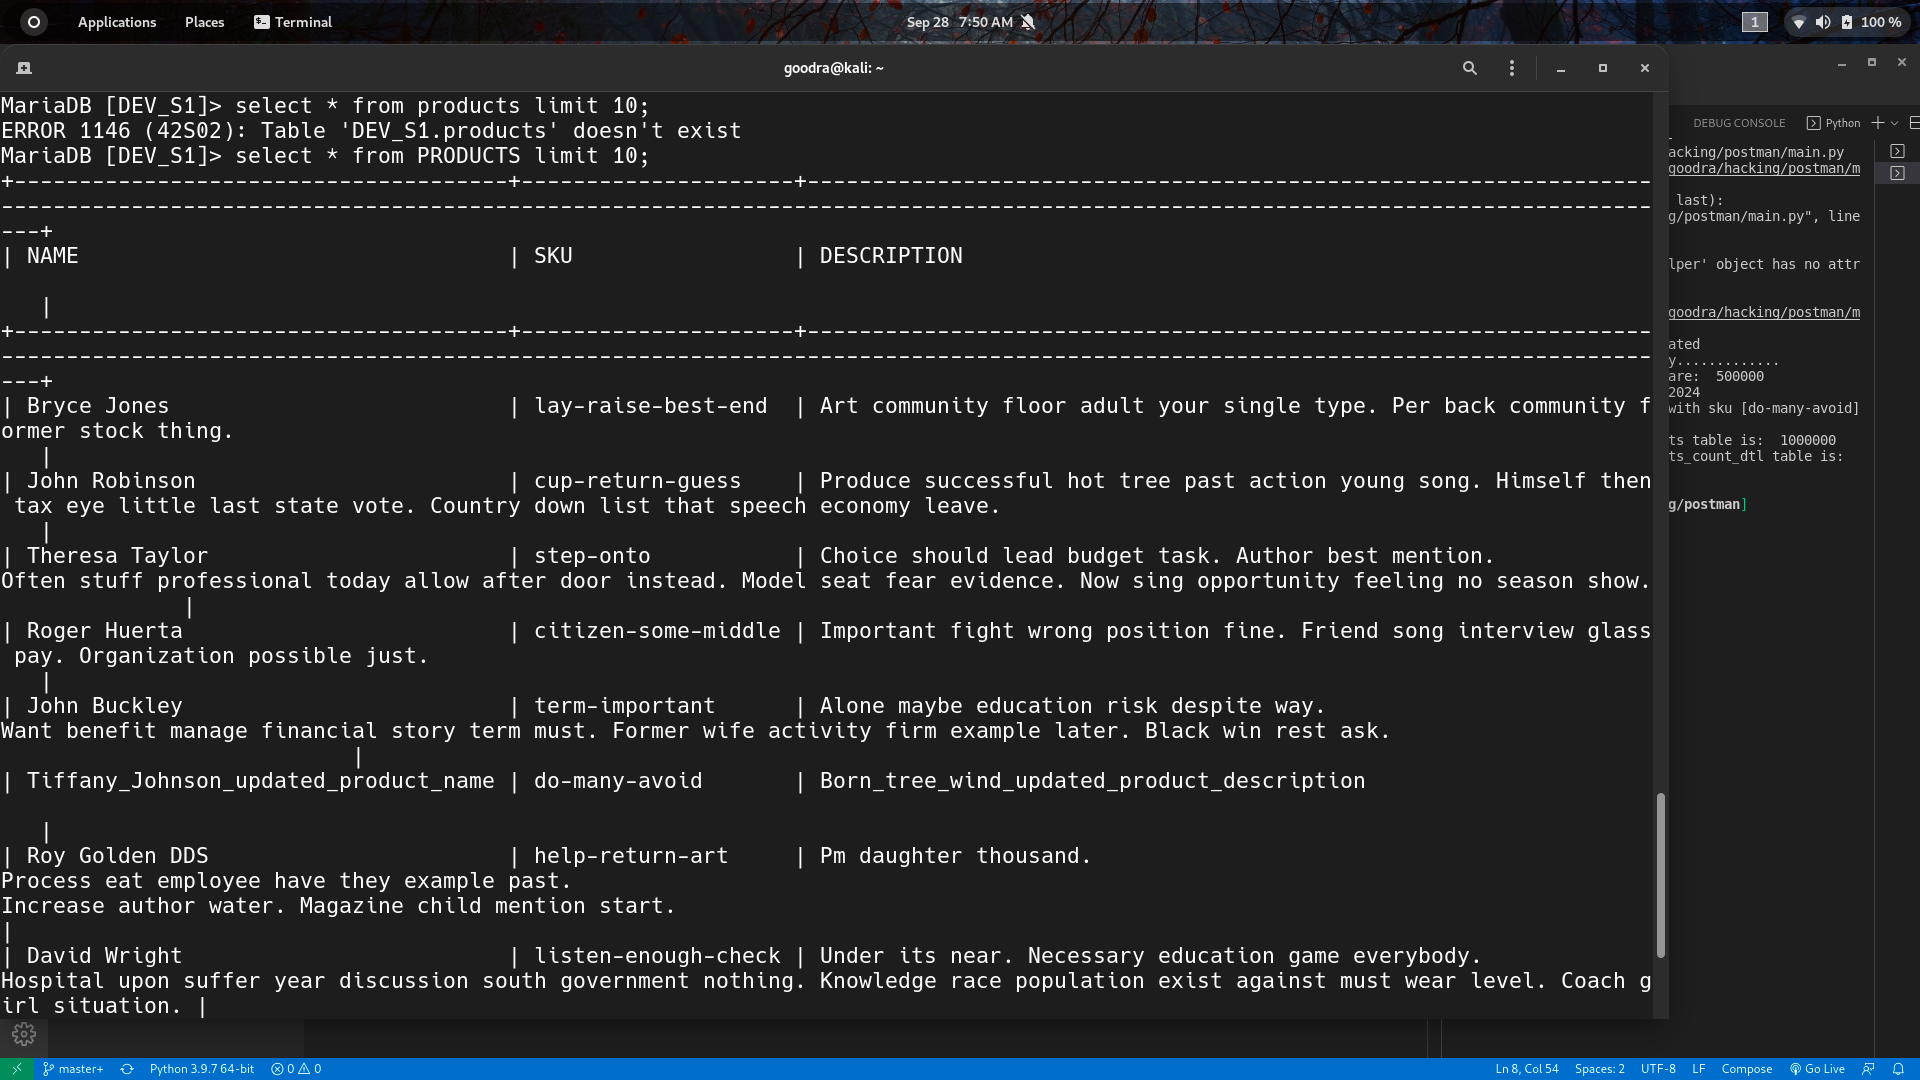 Applications Places Terminal Sep 28 7:50 AM 1 100 %
goodra@kali: ~
MariaDB [DEV_S1]> select * from products limit 10;
ERROR 1146 (42S02): Table 'DEV_S1.products' doesn't exist
MariaDB [DEV_S1]> select * from PRODUCTS limit 10;
| NAME | SKU | DESCRIPTION
|
| Bryce Jones | lay-raise-best-end | Art community floor adult your single type. Per back community f
ormer stock thing.
|
| John Robinson | cup-return-guess | Produce successful hot tree past action young song. Himself then
tax eye little last state vote. Country down list that speech economy leave.
|
| Theresa Taylor | step-onto | Choice should lead budget task. Author best mention.
Often stuff professional today allow after door instead. Model seat fear evidence. Now sing opportunity feeling no season show.
|
| Roger Huerta | citizen-some-middle | Important fight wrong position fine. Friend song interview glass
pay. Organization possible just.
|
| John Buckley | term-important | Alone maybe education risk despite way.
Want benefit manage financial story term must. Former wife activity firm example later. Black win rest ask.
|
| Tiffany_Johnson_updated_product_name | do-many-avoid | Born_tree_wind_updated_product_description
|
| Roy Golden DDS | help-return-art | Pm daughter thousand.
Process eat employee have they example past.
Increase author water. Magazine child mention start.
|
| David Wright | listen-enough-check | Under its near. Necessary education game everybody.
Hospital upon suffer year discussion south government nothing. Knowledge race population exist against must wear level. Coach g
irl situation. |
DEBUG CONSOLE Python
acking/postman/main.py
goodra/hacking/postman/m
last):
g/postman/main.py", line
lper' object has no attr
goodra/hacking/postman/m
ated
y.............
are: 500000
2024
with sku [do-many-avoid]
ts table is: 1000000
ts_count_dtl table is:
g/postman]
master+ Python 3.9.7 64-bit 0 0 Ln 8, Col 54 Spaces: 2 UTF-8 LF Compose Go Live